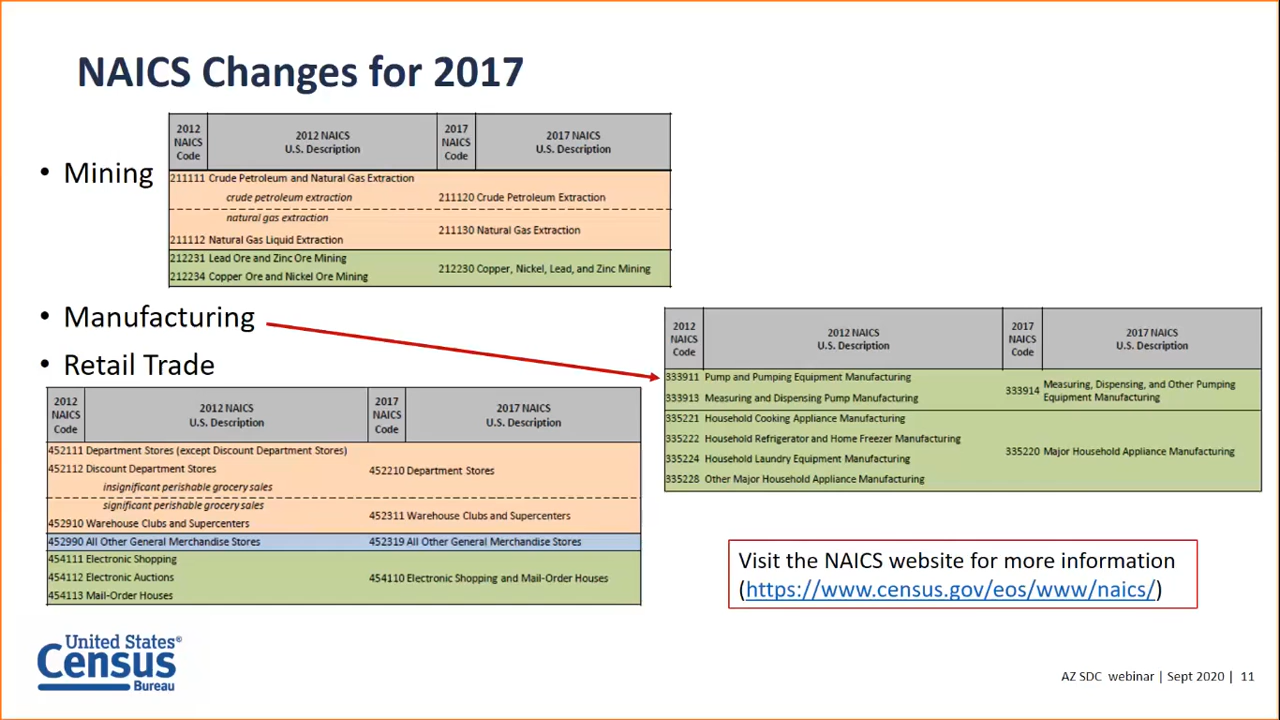 NAICS Changes for 2017
2012 NAICS Code
2012 NAICS U.S. Description
2017 NAICS Code
2017 NAICS U.S. Description
• Mining
211111 Crude Petroleum and Natural Gas Extraction
crude petroleum extraction
211120 Crude Petroleum Extraction
natural gas extraction
211130 Natural Gas Extraction
211112 Natural Gas Liquid Extraction
212231 Lead Ore and Zinc Ore Mining
212230 Copper, Nickel, Lead, and Zinc Mining
212234 Copper Ore and Nickel Ore Mining
• Manufacturing
2012 NAICS Code
2012 NAICS U.S. Description
2017 NAICS Code
2017 NAICS U.S. Description
333911 Pump and Pumping Equipment Manufacturing
333913 Measuring and Dispensing Pump Manufacturing
333914 Measuring, Dispensing, and Other Pumping
Equipment Manufacturing
335221 Household Cooking Appliance Manufacturing
335222 Household Refrigerator and Home Freezer Manufacturing
335220 Major Household Appliance Manufacturing
335224 Household Laundry Equipment Manufacturing
335228 Other Major Household Appliance Manufacturing
• Retail Trade
2012 NAICS Code
2012 NAICS U.S. Description
2017 NAICS Code
2017 NAICS U.S. Description
452111 Department Stores (except Discount Department Stores)
452112 Discount Department Stores
452210 Department Stores
insignificant perishable grocery sales
significant perishable grocery sales
452311 Warehouse Clubs and Supercenters
452910 Warehouse Clubs and Supercenters
452990 All Other General Merchandise Stores
452319 All Other General Merchandise Stores
454111 Electronic Shopping
454112 Electronic Auctions
454110 Electronic Shopping and Mail-Order Houses
454113 Mail-Order Houses
Visit the NAICS website for more information
(https://www.census.gov/eos/www/naics/)
United States®
Census
Bureau
AZ SDC webinar | Sept 2020 | 11